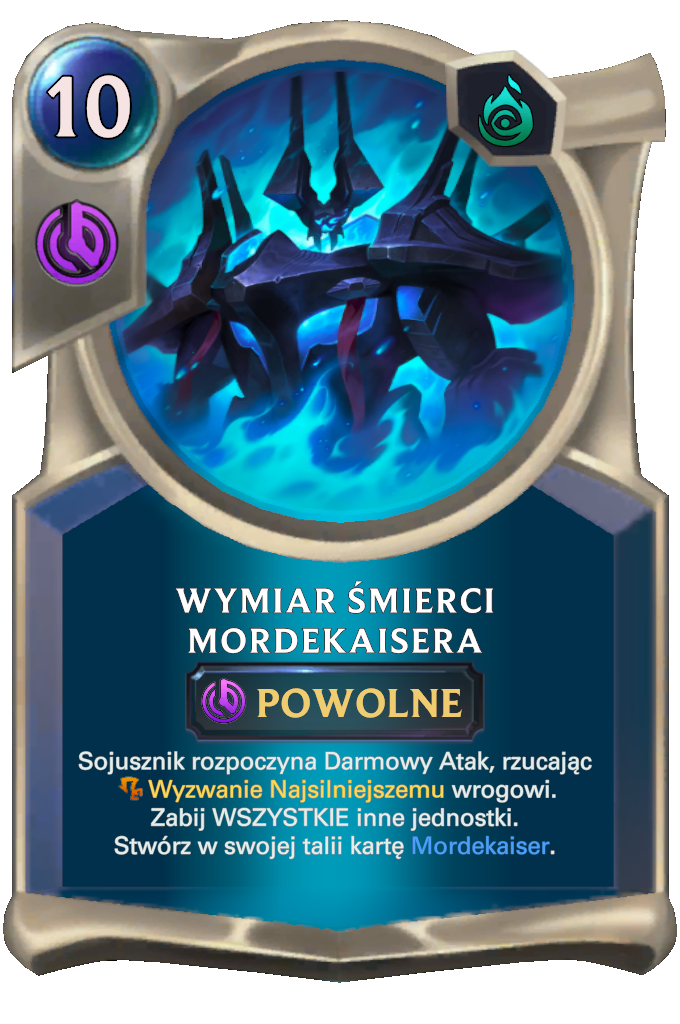 10
WYMIAR ŚMIERCI
MORDEKAISERA
POWOLNE
Sojusznik rozpoczyna Darmowy Atak, rzucając
Wyzwanie Najsilniejszemu wrogowi.
Zabij WSZYSTKIE inne jednostki.
Stwórz w swojej talii kartę Mordekaiser.